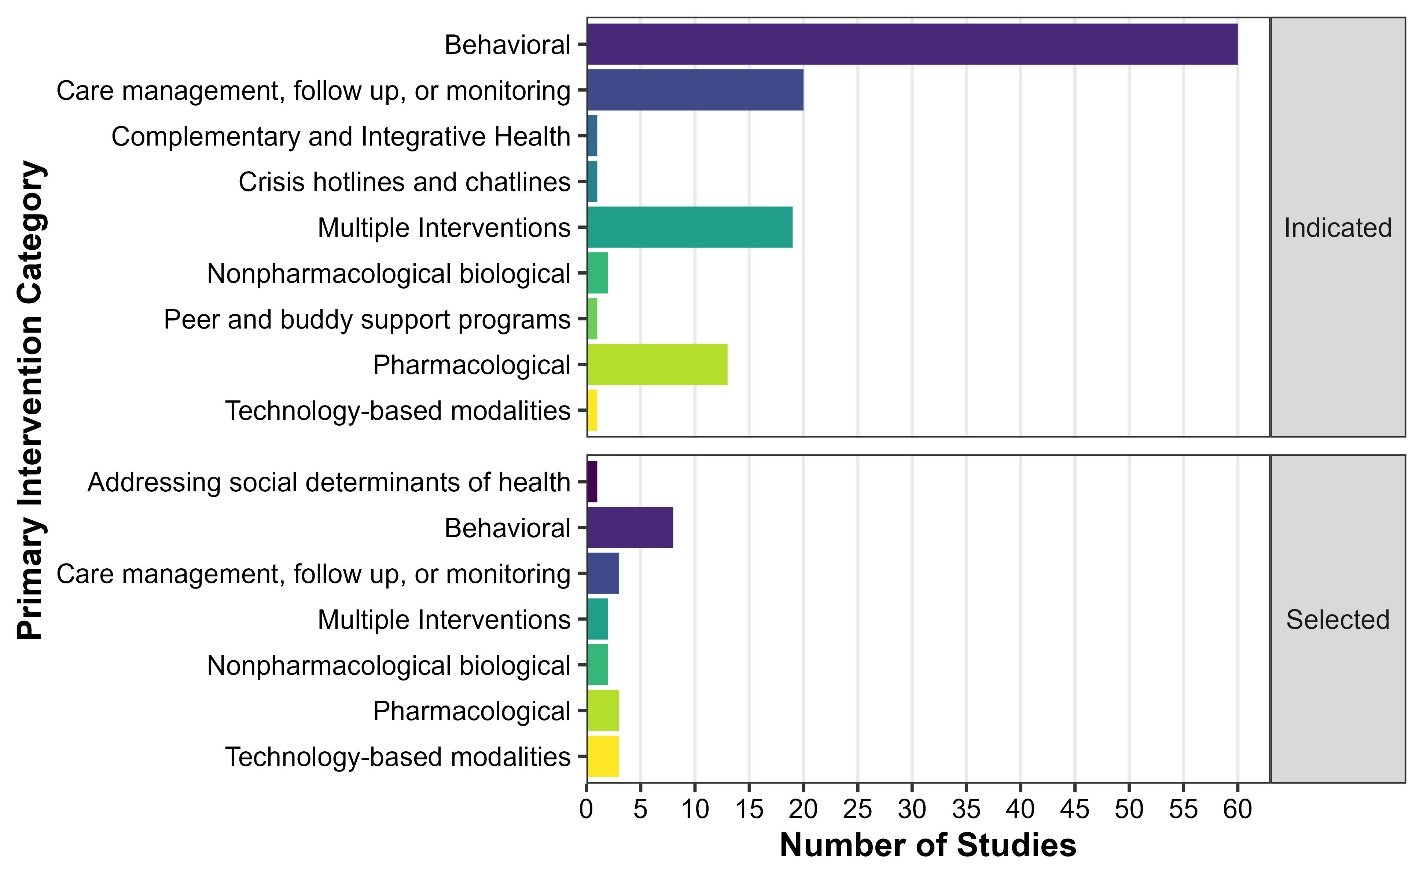 Primary Intervention Category
Behavioral
Care management, follow up, or monitoring
Complementary and Integrative Health
Crisis hotlines and chatlines
Multiple Interventions
Nonpharmacological biological
Peer and buddy support programs
Pharmacological
Technology-based modalities
Indicated
Addressing social determinants of health
Behavioral
Care management, follow up, or monitoring
Multiple Interventions
Nonpharmacological biological
Pharmacological
Technology-based modalities
Selected
0 5 10 15 20 25 30 35 40 45 50 55 60
Number of Studies